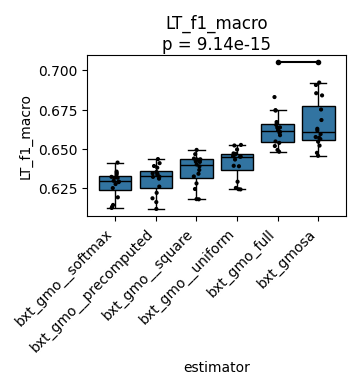 LT_f1_macro
p = 9.14e-15
LT_f1_macro
0.700
0.675
0.650
0.625
bxt_gmo__softmax
bxt_gmo__precomputed
bxt_gmo__square
bxt_gmo__uniform
bxt_gmo_full
bxt_gmosa
estimator